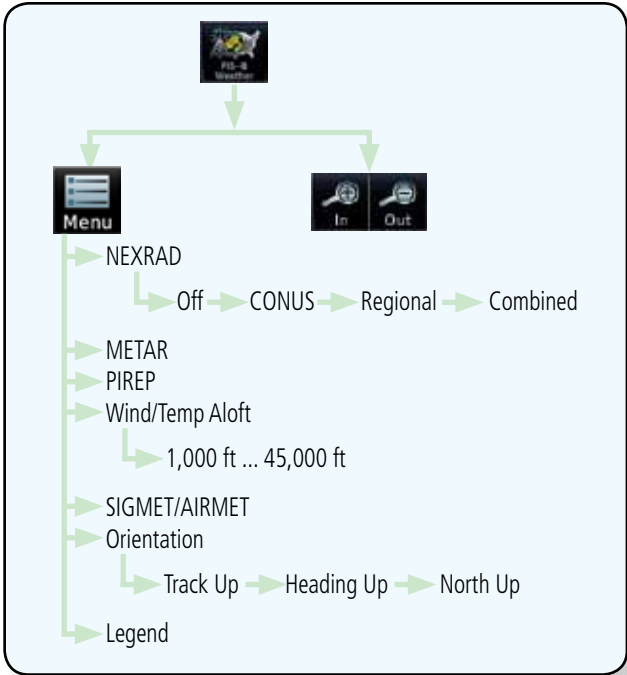 FIS-B
Weather
Menu
In Out
NEXRAD
Off CONUS Regional Combined
METAR
PIREP
Wind/Temp Aloft
1,000 ft ... 45,000 ft
SIGMET/AIRMET
Orientation
Track Up Heading Up North Up
Legend